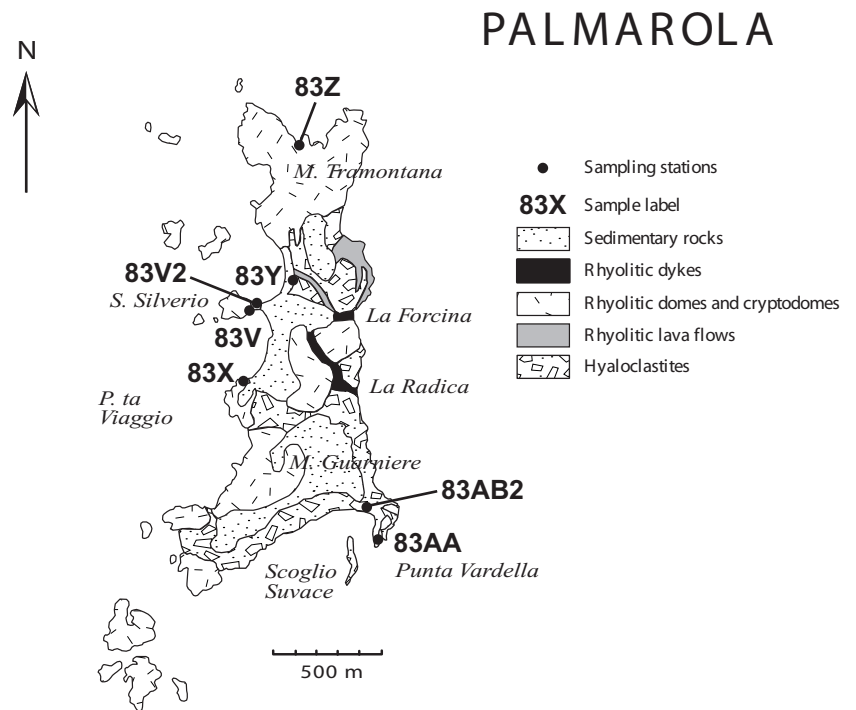 PALMAROLA
N
83Z
M. Tramontana
83V2
83Y
S. Silverio
83V
La Forcina
83X
La Radica
P. ta
Viaggio
M. Guarniere
83AB2
83AA
Scoglio
Suvace
Punta Vardella
500 m
Sampling stations
83X
Sample label
Sedimentary rocks
Rhyolitic dykes
Rhyolitic domes and cryptodomes
Rhyolitic lava flows
Hyaloclastites